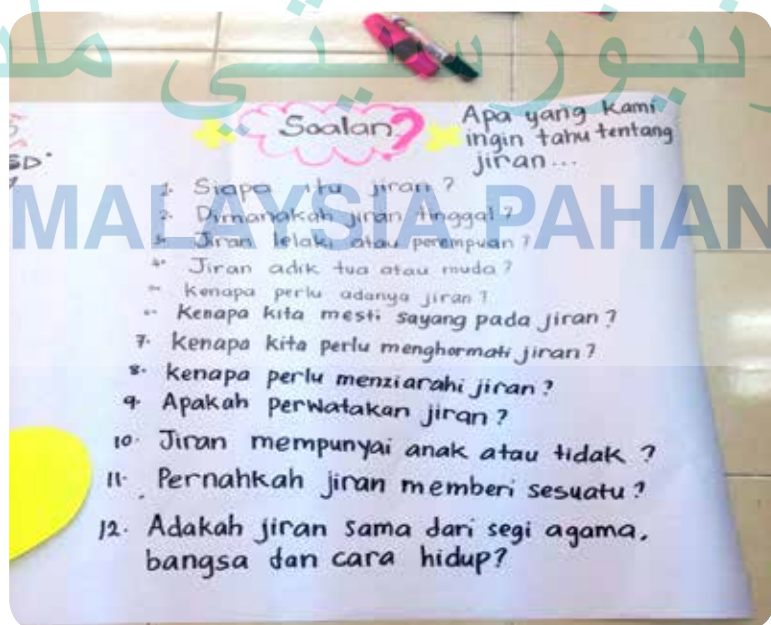 Soalan?
Apa yang kami
ingin tahu tentang
jiran...
1. Siapa itu jiran?
2. Dimanakah jiran tinggal?
3. Jiran lelaki atau perempuan?
4. Jiran adik tua atau muda?
Kenapa perlu adanya jiran?
Kenapa kita mesti sayang pada jiran?
7. Kenapa kita perlu menghormati jiran?
8. Kenapa perlu menziarahi jiran?
9. Apakah perwatakan jiran?
10. Jiran mempunyai anak atau tidak?
11. Pernahkah jiran memberi sesuatu?
12. Adakah jiran sama dari segi agama,
bangsa dan cara hidup?
MALAYSIA PAHAN